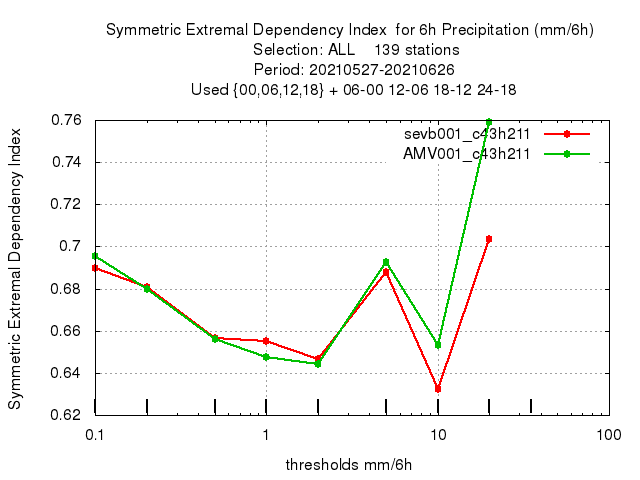 Symmetric Extremal Dependency Index  for 6h Precipitation (mm/6h)
Selection: ALL    139 stations
Period: 20210527-20210626
Used {00,06,12,18} + 06-00 12-06 18-12 24-18
Symmetric Extremal Dependency Index
0.76
0.74
0.72
0.7
0.68
0.66
0.64
0.62
sevb001_c43h211
AMV001_c43h211
0.1 1 10 100
thresholds mm/6h